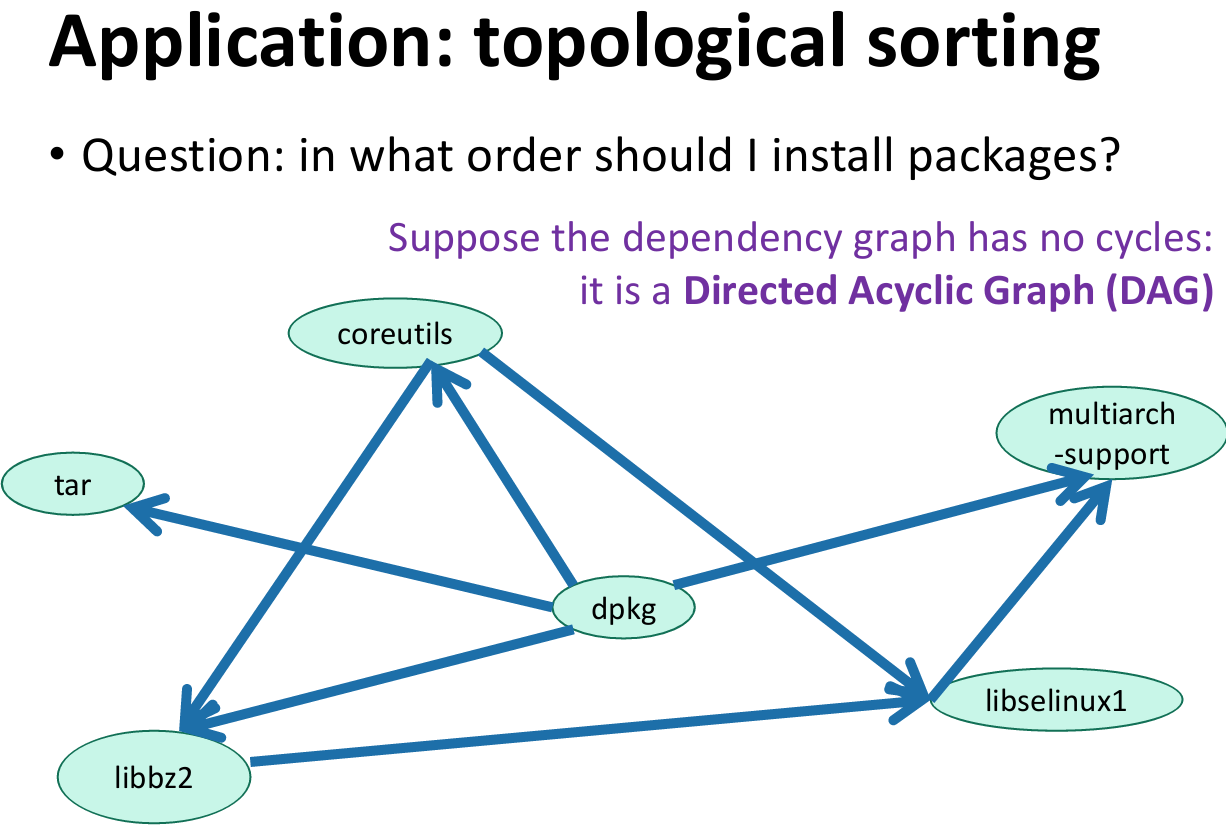 Application: topological sorting
• Question: in what order should I install packages?
Suppose the dependency graph has no cycles:
it is a Directed Acyclic Graph (DAG)
coreutils
multiarch
-support
tar
dpkg
libselinux1
libbz2